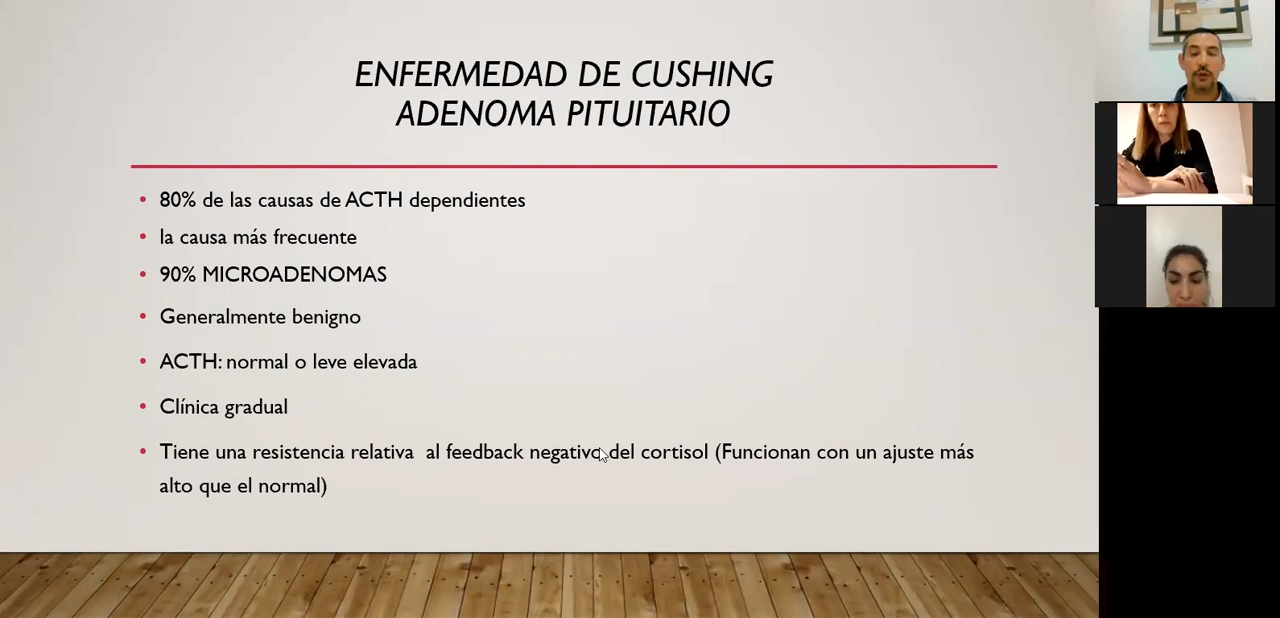 ENFERMEDAD DE CUSHING
ADENOMA PITUITARIO
• 80% de las causas de ACTH dependientes
• la causa más frecuente
• 90% MICROADENOMAS
• Generalmente benigno
• ACTH: normal o leve elevada
• Clínica gradual
• Tiene una resistencia relativa al feedback negativo del cortisol (Funcionan con un ajuste más
alto que el normal)